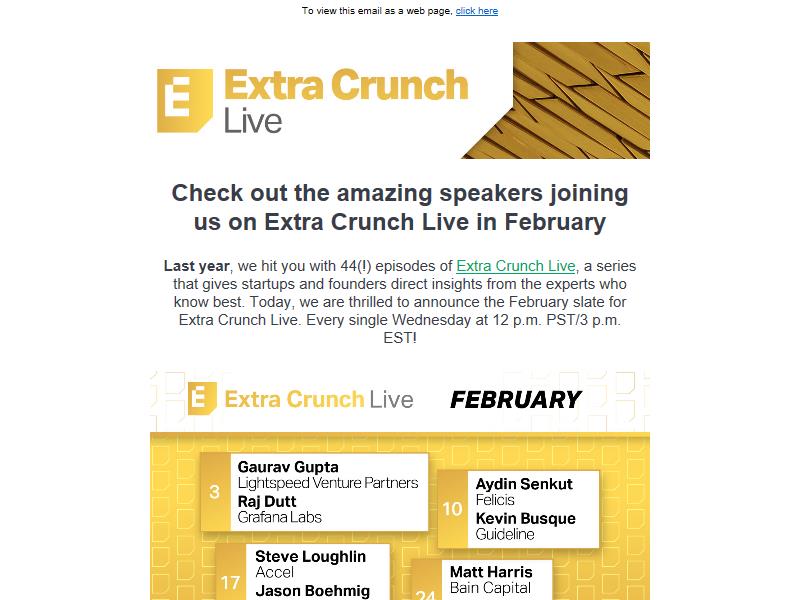 To view this email as a web page, click here
E Extra Crunch
Live
Check out the amazing speakers joining
us on Extra Crunch Live in February
Last year, we hit you with 44(!) episodes of Extra Crunch Live, a series
that gives startups and founders direct insights from the experts who
know best. Today, we are thrilled to announce the February slate for
Extra Crunch Live. Every single Wednesday at 12 p.m. PST/3 p.m.
EST!
E Extra Crunch Live FEBRUARY
3
Gaurav Gupta
Lightspeed Venture Partners
Raj Dutt
Grafana Labs
10
Aydin Senkut
Felicis
Kevin Busque
Guideline
17
Steve Loughlin
Accel
Jason Boehmig
24
Matt Harris
Bain Capital